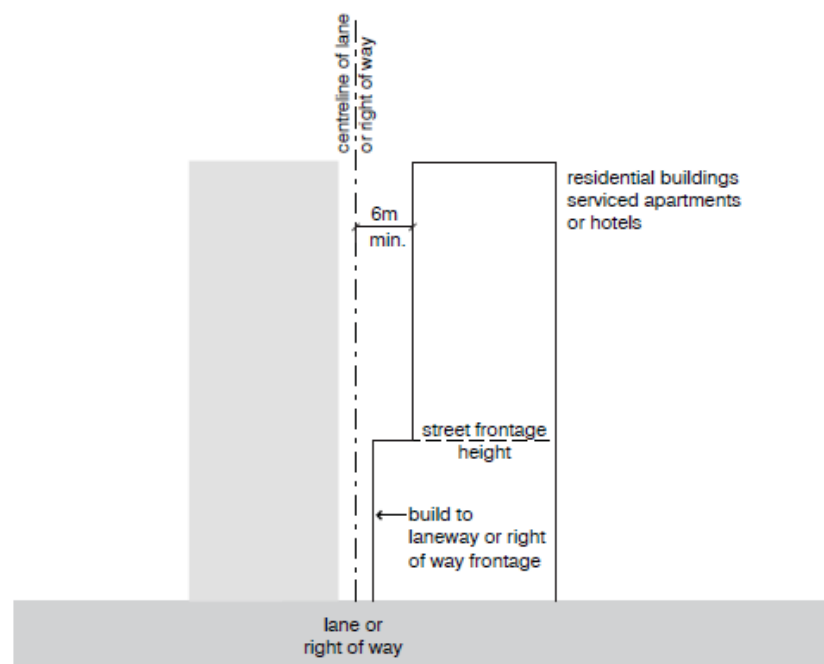 centreline of lane
or right of way
residential buildings
serviced apartments
or hotels
6m
min.
street frontage
height
build to
laneway or right
of way frontage
lane or
right of way